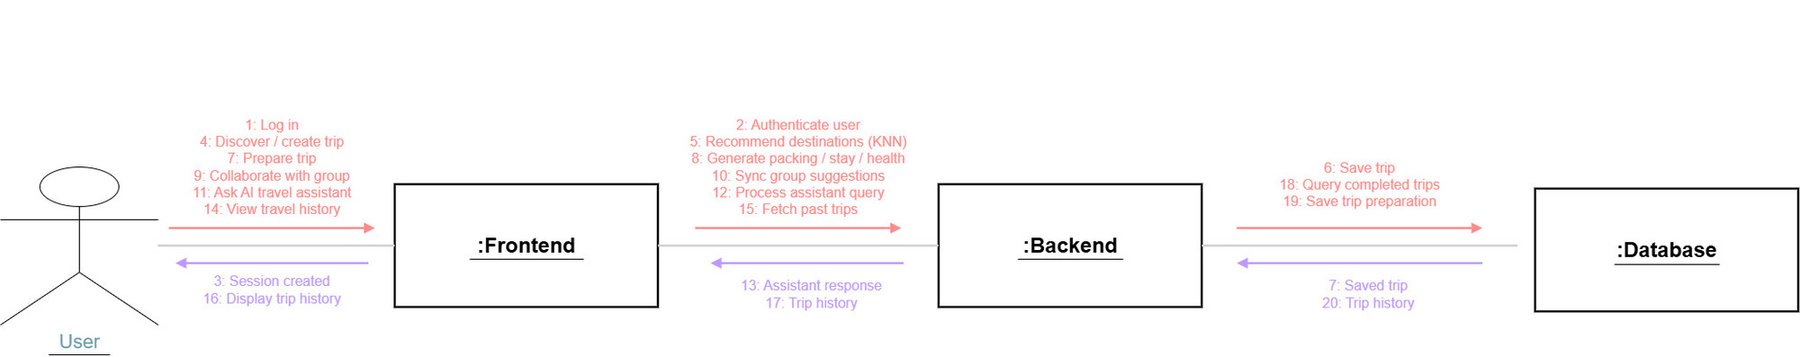 1: Log in
4: Discover / create trip
7: Prepare trip
9: Collaborate with group
11: Ask AI travel assistant
14: View travel history
3: Session created
16: Display trip history
User
:Frontend
2: Authenticate user
5: Recommend destinations (KNN)
8: Generate packing / stay / health
10: Sync group suggestions
12: Process assistant query
15: Fetch past trips
13: Assistant response
17: Trip history
:Backend
6: Save trip
18: Query completed trips
19: Save trip preparation
7: Saved trip
20: Trip history
:Database